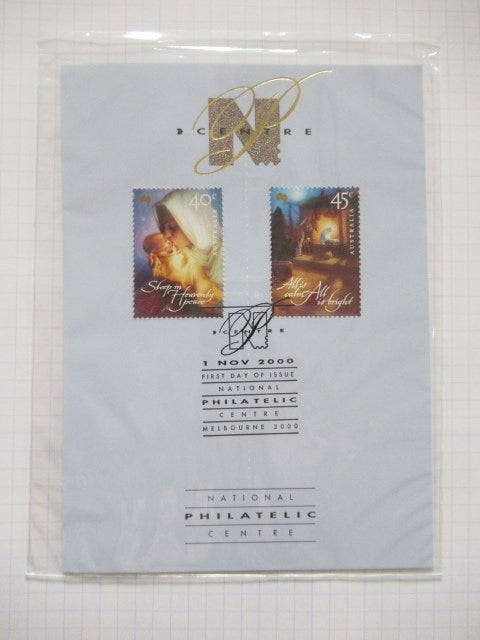 N P
CENTRE
40c
AUSTRALIA
Sleep in
Heavenly
peace
45c
AUSTRALIA
All is
calm All
is bright
N P
CENTRE
1 NOV 2000
FIRST DAY OF ISSUE
NATIONAL
PHILATELIC
CENTRE
MELBOURNE 3000
NATIONAL
PHILATELIC
CENTRE